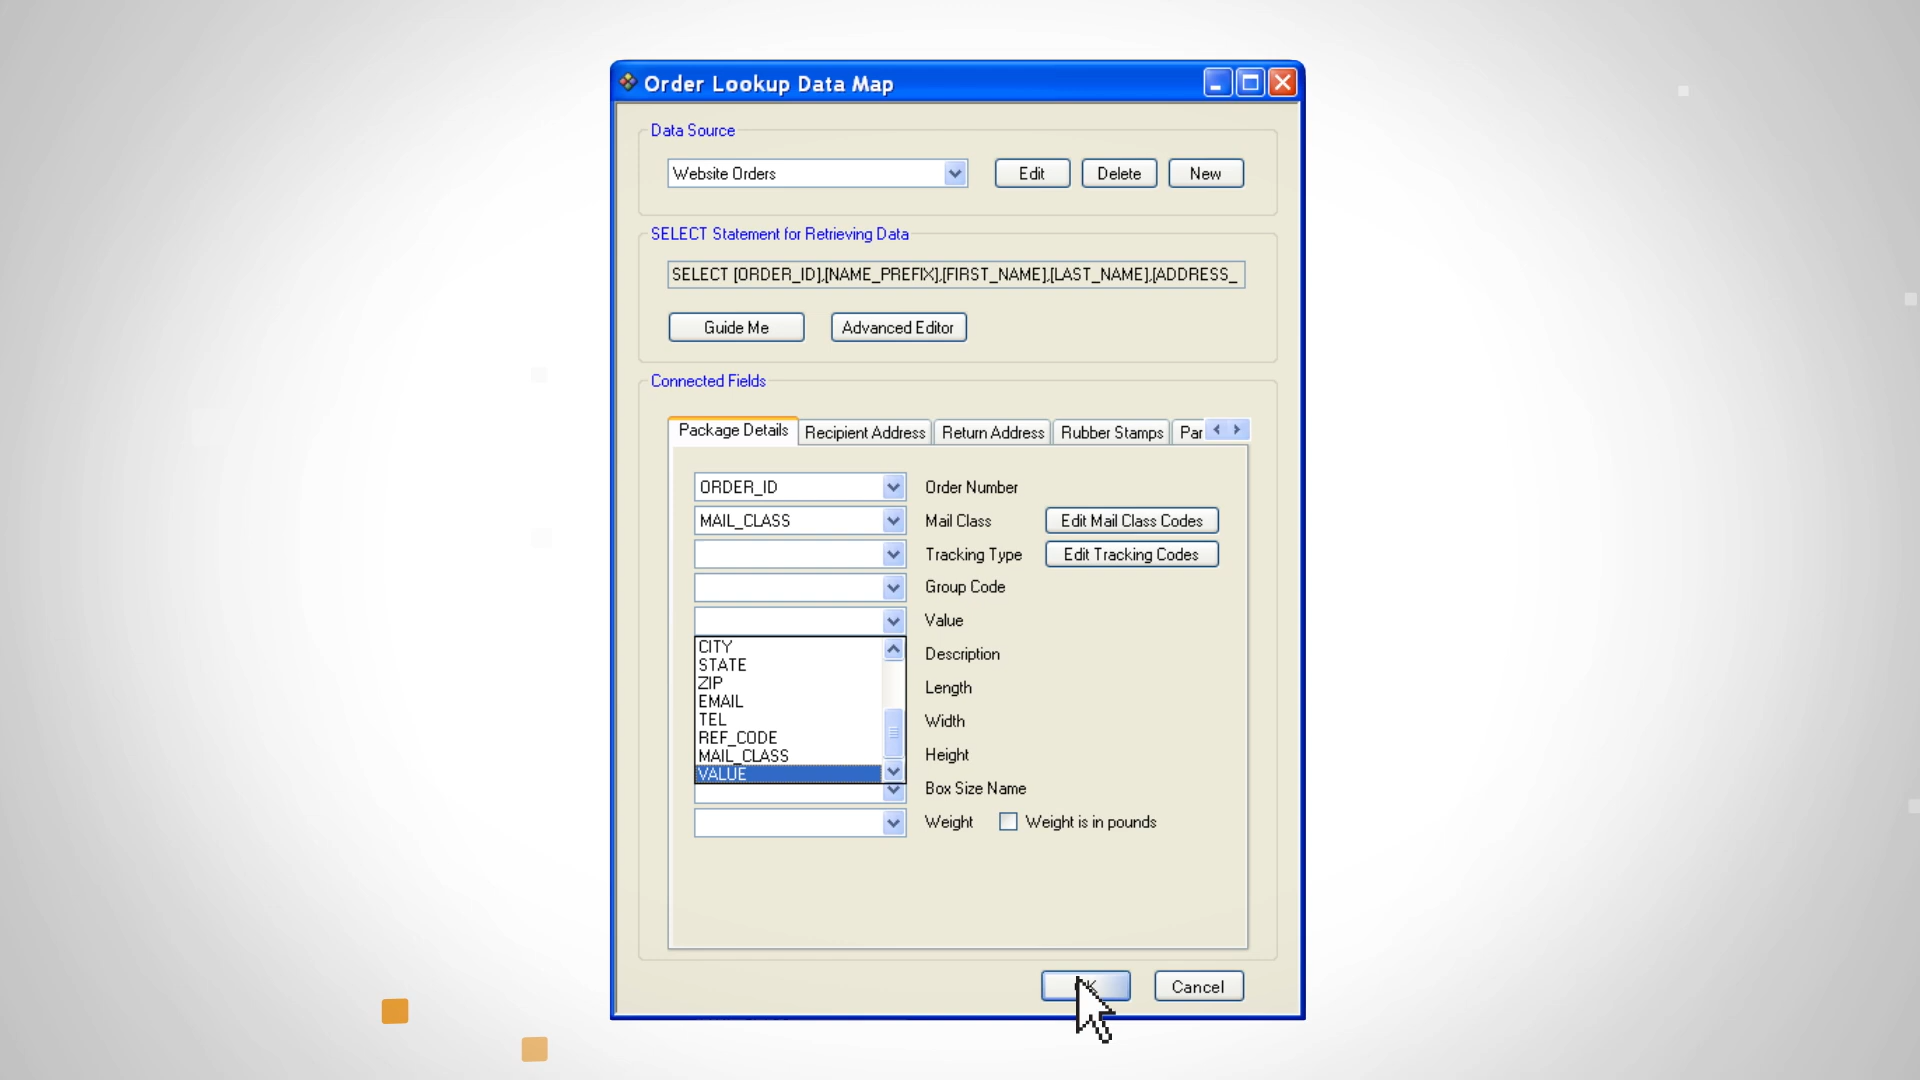 Order Lookup Data Map
Data Source
Website Orders
Edit
Delete
New
SELECT Statement for Retrieving Data
SELECT [ORDER_ID],[NAME_PREFIX],[FIRST_NAME],[LAST_NAME],[ADDRESS_
Guide Me
Advanced Editor
Connected Fields
Package Details
Recipient Address
Return Address
Rubber Stamps
Par
ORDER_ID
Order Number
MAIL_CLASS
Mail Class
Edit Mail Class Codes
Tracking Type
Edit Tracking Codes
Group Code
Value
CITY
STATE
ZIP
EMAIL
TEL
REF_CODE
MAIL_CLASS
VALUE
Description
Length
Width
Height
Box Size Name
Weight
Weight is in pounds
Cancel